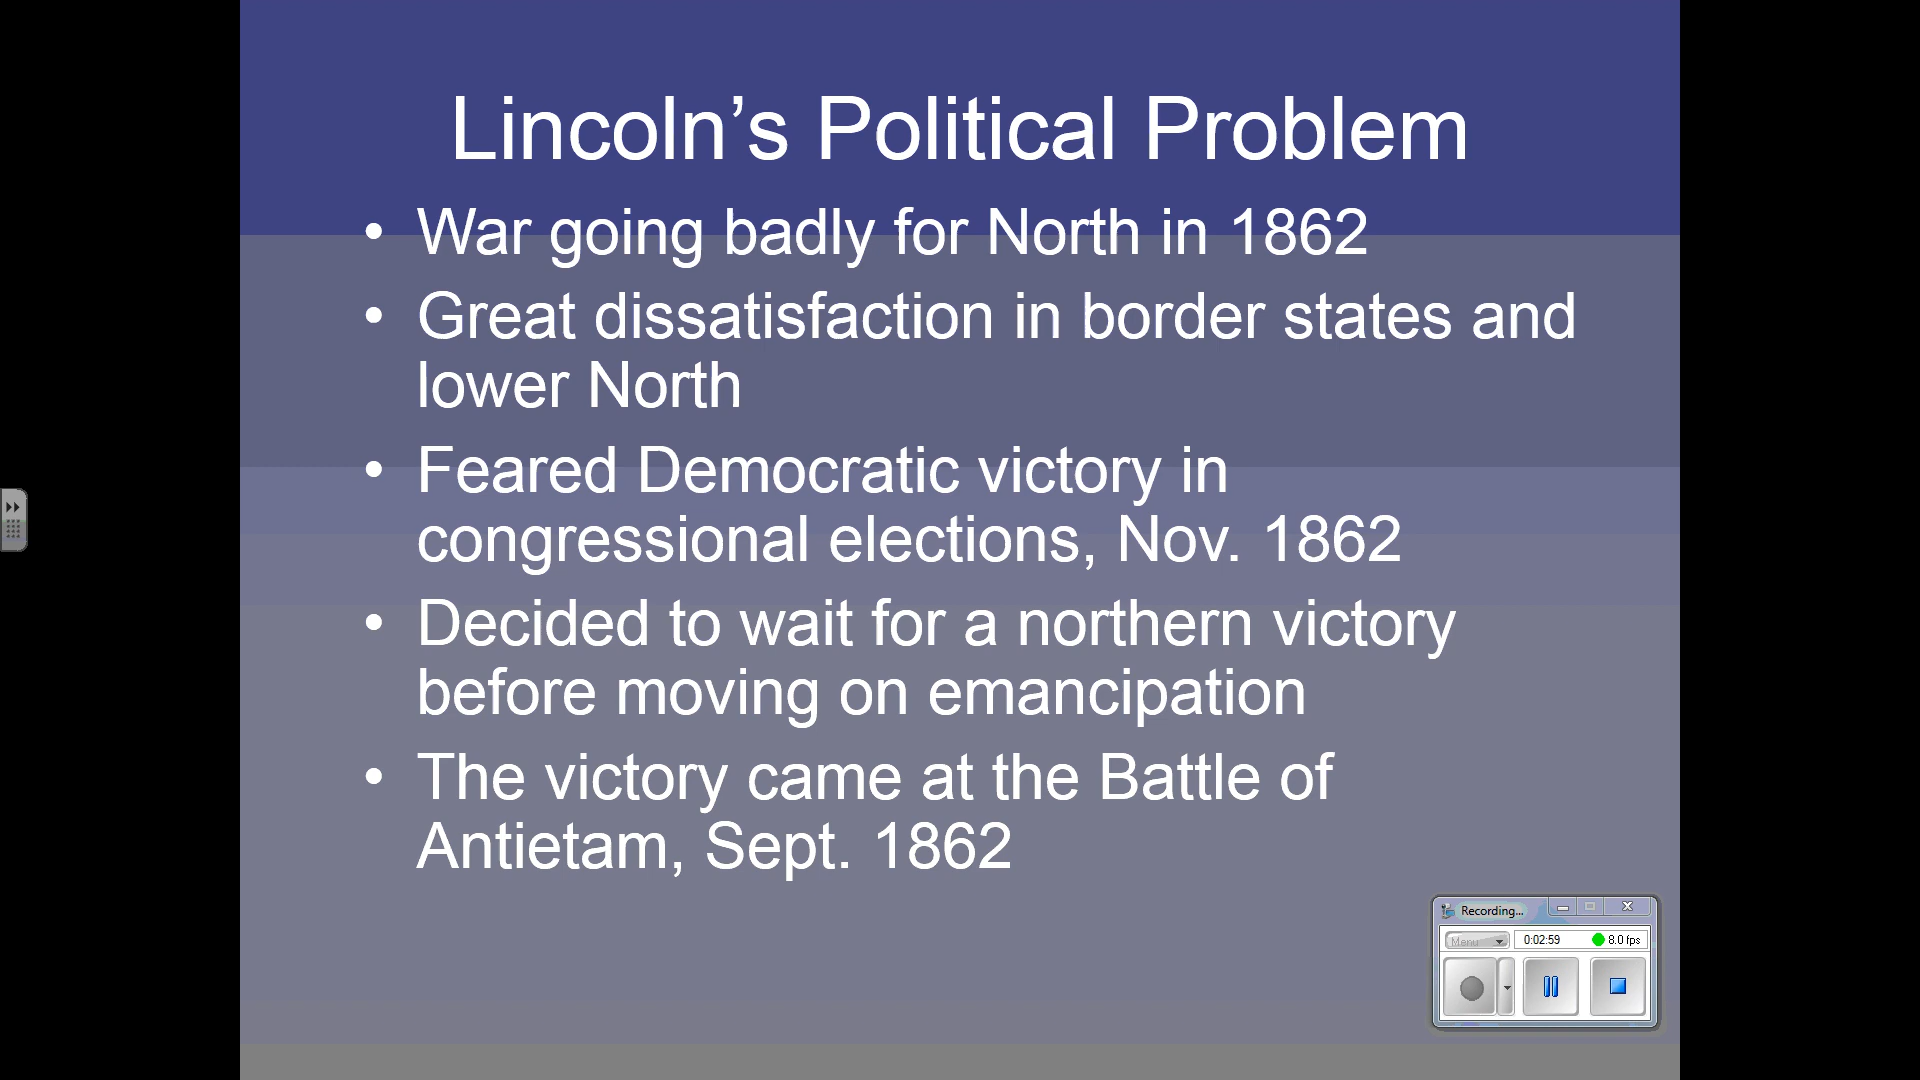 Lincoln’s Political Problem
• War going badly for North in 1862
• Great dissatisfaction in border states and
lower North
• Feared Democratic victory in
congressional elections, Nov. 1862
• Decided to wait for a northern victory
before moving on emancipation
• The victory came at the Battle of
Antietam, Sept. 1862
Recording...
Menu 0:02:59 8.0 fps